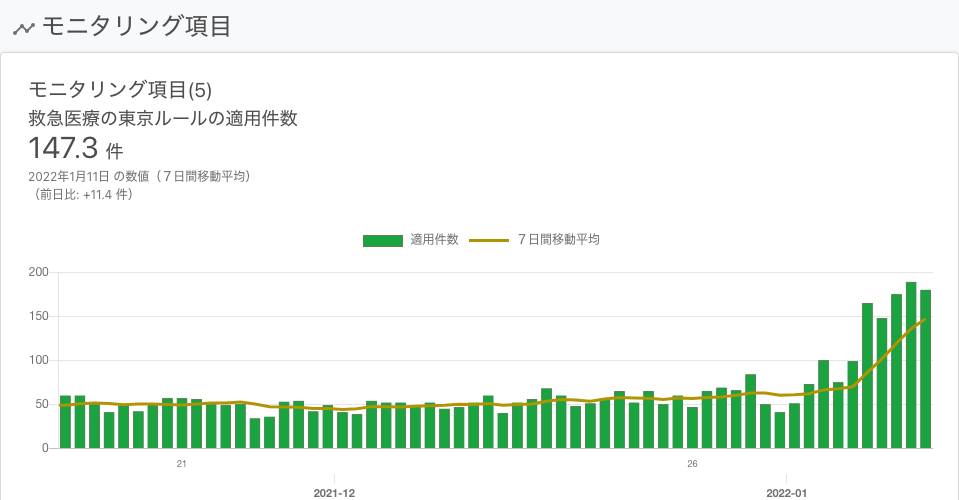 モニタリング項目
モニタリング項目(5)
救急医療の東京ルールの適用件数
147.3 件
2022年1月11日 の数値（７日間移動平均）
（前日比: +11.4 件）
適用件数 ７日間移動平均
200
150
100
50
0
21 26
2021-12 2022-01